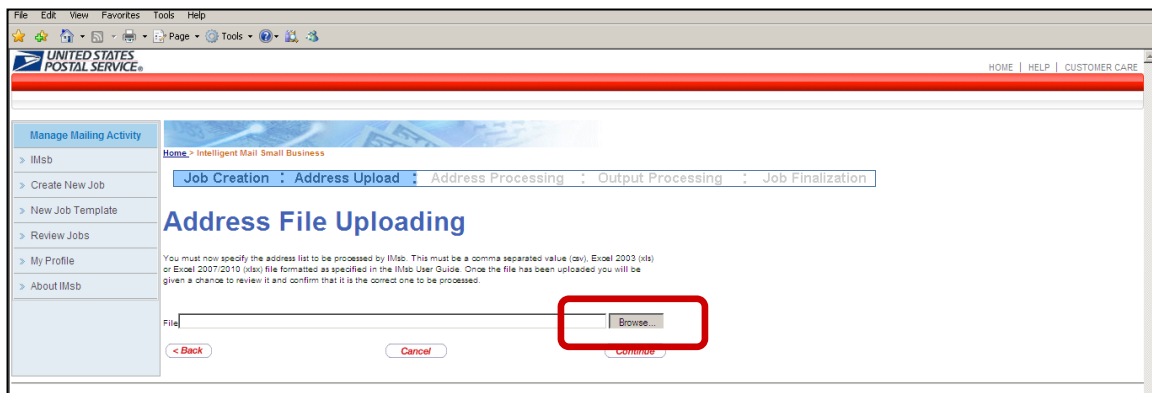 File Edit View Favorites Tools Help
Page Tools
UNITED STATES
POSTAL SERVICE®
HOME | HELP | CUSTOMER CARE
Manage Mailing Activity
> IMsb
> Create New Job
> New Job Template
> Review Jobs
> My Profile
> About IMsb
Home > Intelligent Mail Small Business
Job Creation : Address Upload : Address Processing : Output Processing : Job Finalization
Address File Uploading
You must now specify the address list to be processed by IMsb. This must be a comma separated value (csv), Excel 2003 (xls)
or Excel 2007/2010 (xlsx) file formatted as specified in the IMsb User Guide. Once the file has been uploaded you will be
given a chance to review it and confirm that it is the correct one to be processed.
File Browse...
< Back Cancel Continue